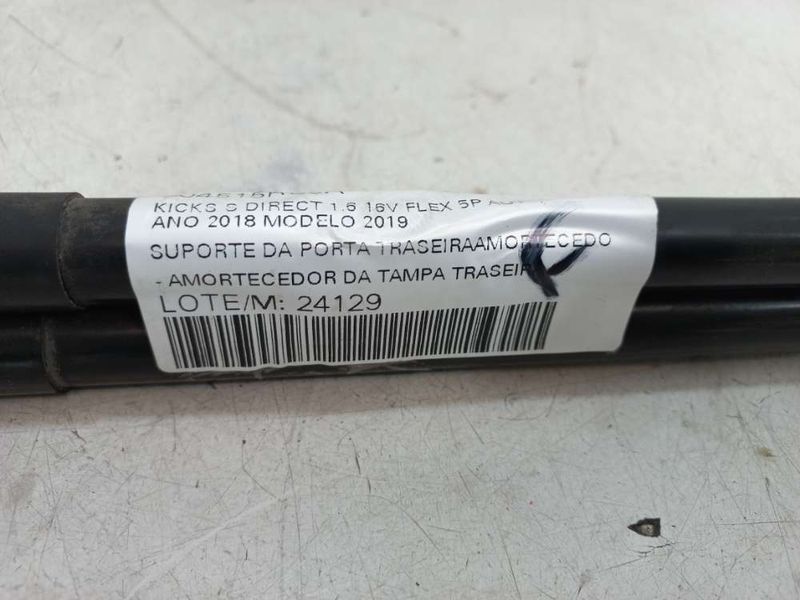 KICKS S DIRECT 1.6 16V FLEX 5P
ANO 2018 MODELO 2019
SUPORTE DA PORTA TRASEIRAAMORTECEDO
- AMORTECEDOR DA TAMPA
LOTE/M: 24129